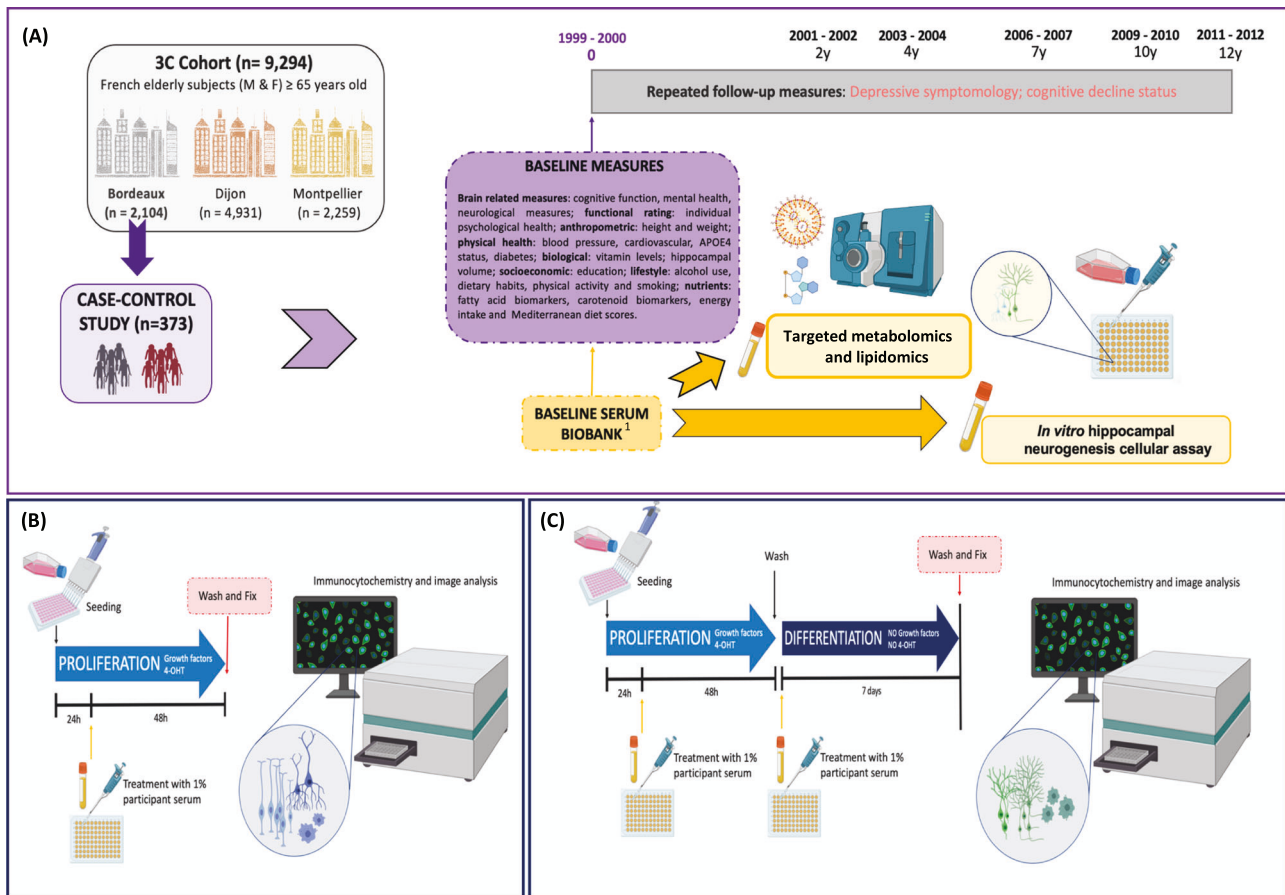 (A)
3C Cohort (n= 9,294)
French elderly subjects (M & F) ≥ 65 years old
Bordeaux
(n = 2,104)
Dijon
(n = 4,931)
Montpellier
(n = 2,259)
CASE-CONTROL
STUDY (n=373)
1999 - 2000
0
2001 - 2002
2y
2003 - 2004
4y
2006 - 2007
7y
2009 - 2010
10y
2011 - 2012
12y
Repeated follow-up measures: Depressive symptomology; cognitive decline status
BASELINE MEASURES
Brain related measures: cognitive function, mental health,
neurological measures; functional rating: individual
psychological health; anthropometric: height and weight;
physical health: blood pressure, cardiovascular, APOE4
status, diabetes; biological: vitamin levels; hippocampal
volume; socioeconomic: education; lifestyle: alcohol use,
dietary habits, physical activity and smoking; nutrients:
fatty acid biomarkers, carotenoid biomarkers, energy
intake and Mediterranean diet scores.
BASELINE SERUM
BIOBANK1
Targeted metabolomics
and lipidomics
In vitro hippocampal
neurogenesis cellular assay
(B)
Seeding
Wash and Fix
Immunocytochemistry and image analysis
PROLIFERATION
Growth factors
4-OHT
24h
48h
Treatment with 1%
participant serum
(C)
Seeding
Wash
Wash and Fix
Immunocytochemistry and image analysis
PROLIFERATION
Growth factors
4-OHT
DIFFERENTIATION
NO Growth factors
NO 4-OHT
24h
48h
7 days
Treatment with 1%
participant serum
Treatment with 1%
participant serum